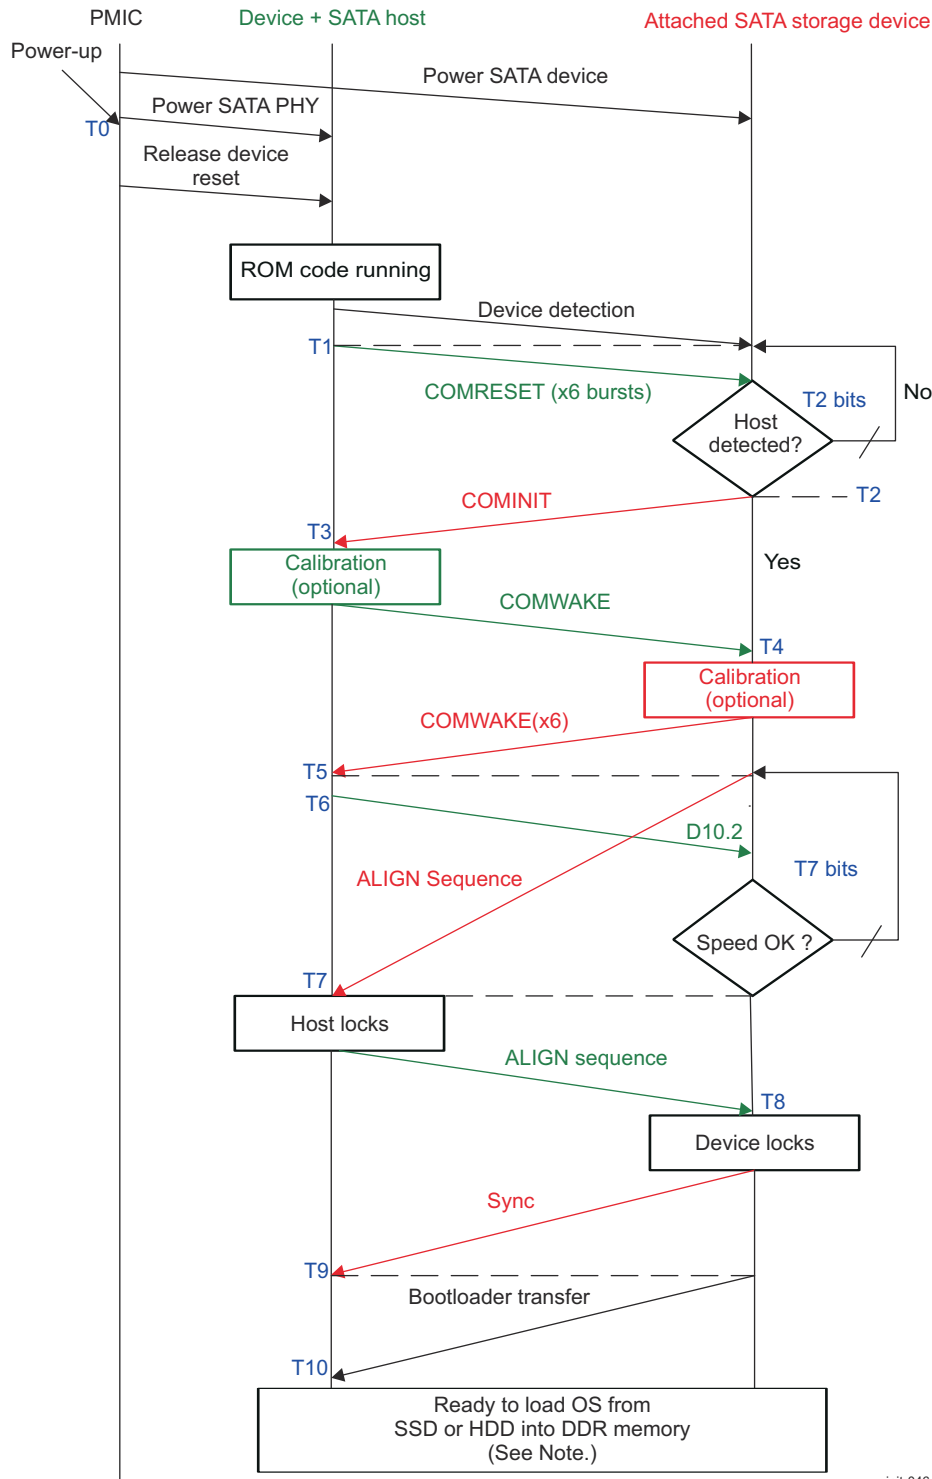 PMIC
Device + SATA host
Attached SATA storage device
Power-up
Power SATA device
Power SATA PHY
T0
Release device
reset
ROM code running
Device detection
T1
COMRESET (x6 bursts)
No
T2 bits
Host
detected?
T2
COMINIT
T3
Calibration
(optional)
Yes
COMWAKE
T4
Calibration
(optional)
COMWAKE(x6)
T5
T6
D10.2
T7 bits
ALIGN Sequence
Speed OK ?
T7
Host locks
ALIGN sequence
T8
Device locks
Sync
T9
Bootloader transfer
T10
Ready to load OS from
SSD or HDD into DDR memory
(See Note.)